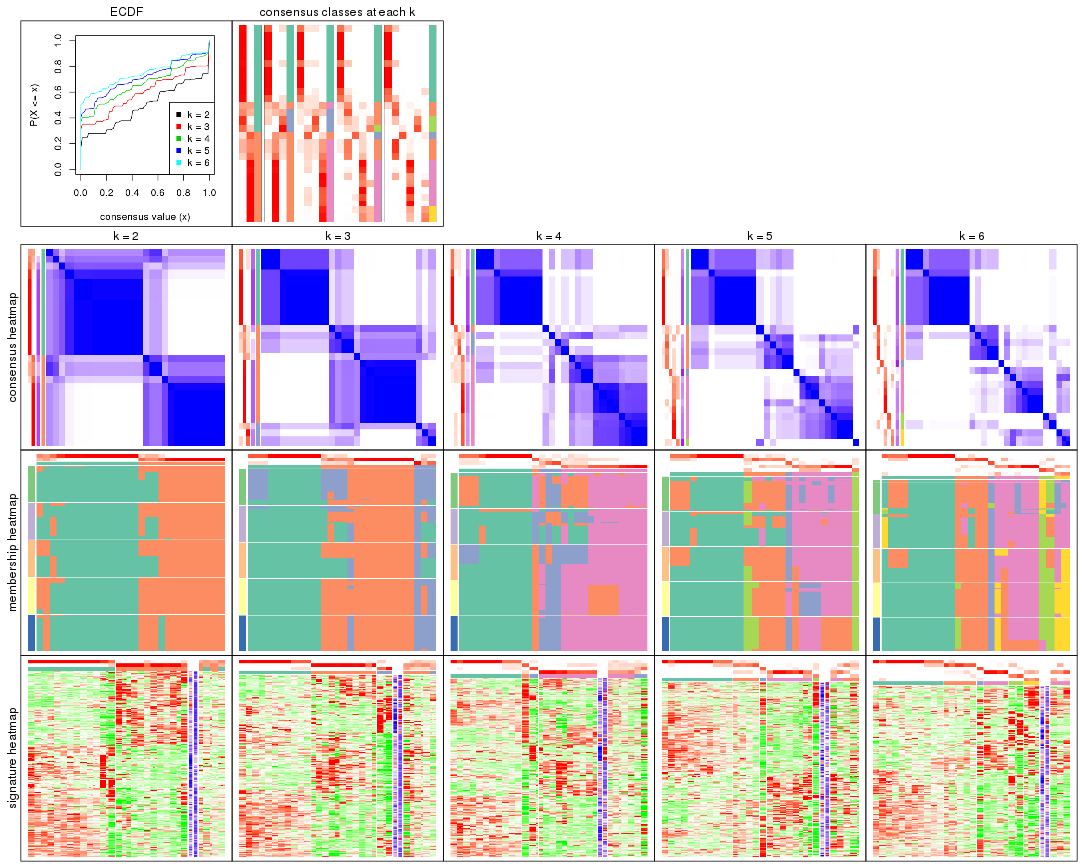 ECDF
consensus classes at each k
P(X <= x)
0.0 0.2 0.4 0.6 0.8 1.0
k = 2
k = 3
k = 4
k = 5
k = 6
0.0 0.2 0.4 0.6 0.8 1.0
consensus value (x)
k = 2
k = 3
k = 4
k = 5
k = 6
consensus heatmap
membership heatmap
signature heatmap